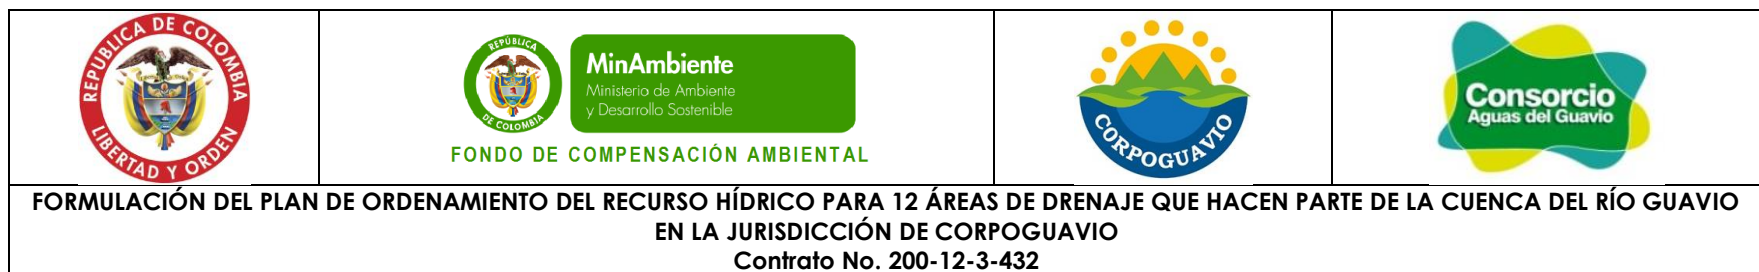 REPUBLICA DE COLOMBIA
LIBERTAD Y ORDEN
REPÚBLICA
DE COLOMBIA
MinAmbiente
Ministerio de Ambiente
y Desarrollo Sostenible
FONDO DE COMPENSACIÓN AMBIENTAL
CORPOGUAVIO
Consorcio
Aguas del Guavio
FORMULACIÓN DEL PLAN DE ORDENAMIENTO DEL RECURSO HÍDRICO PARA 12 ÁREAS DE DRENAJE QUE HACEN PARTE DE LA CUENCA DEL RÍO GUAVIO
EN LA JURISDICCIÓN DE CORPOGUAVIO
Contrato No. 200-12-3-432